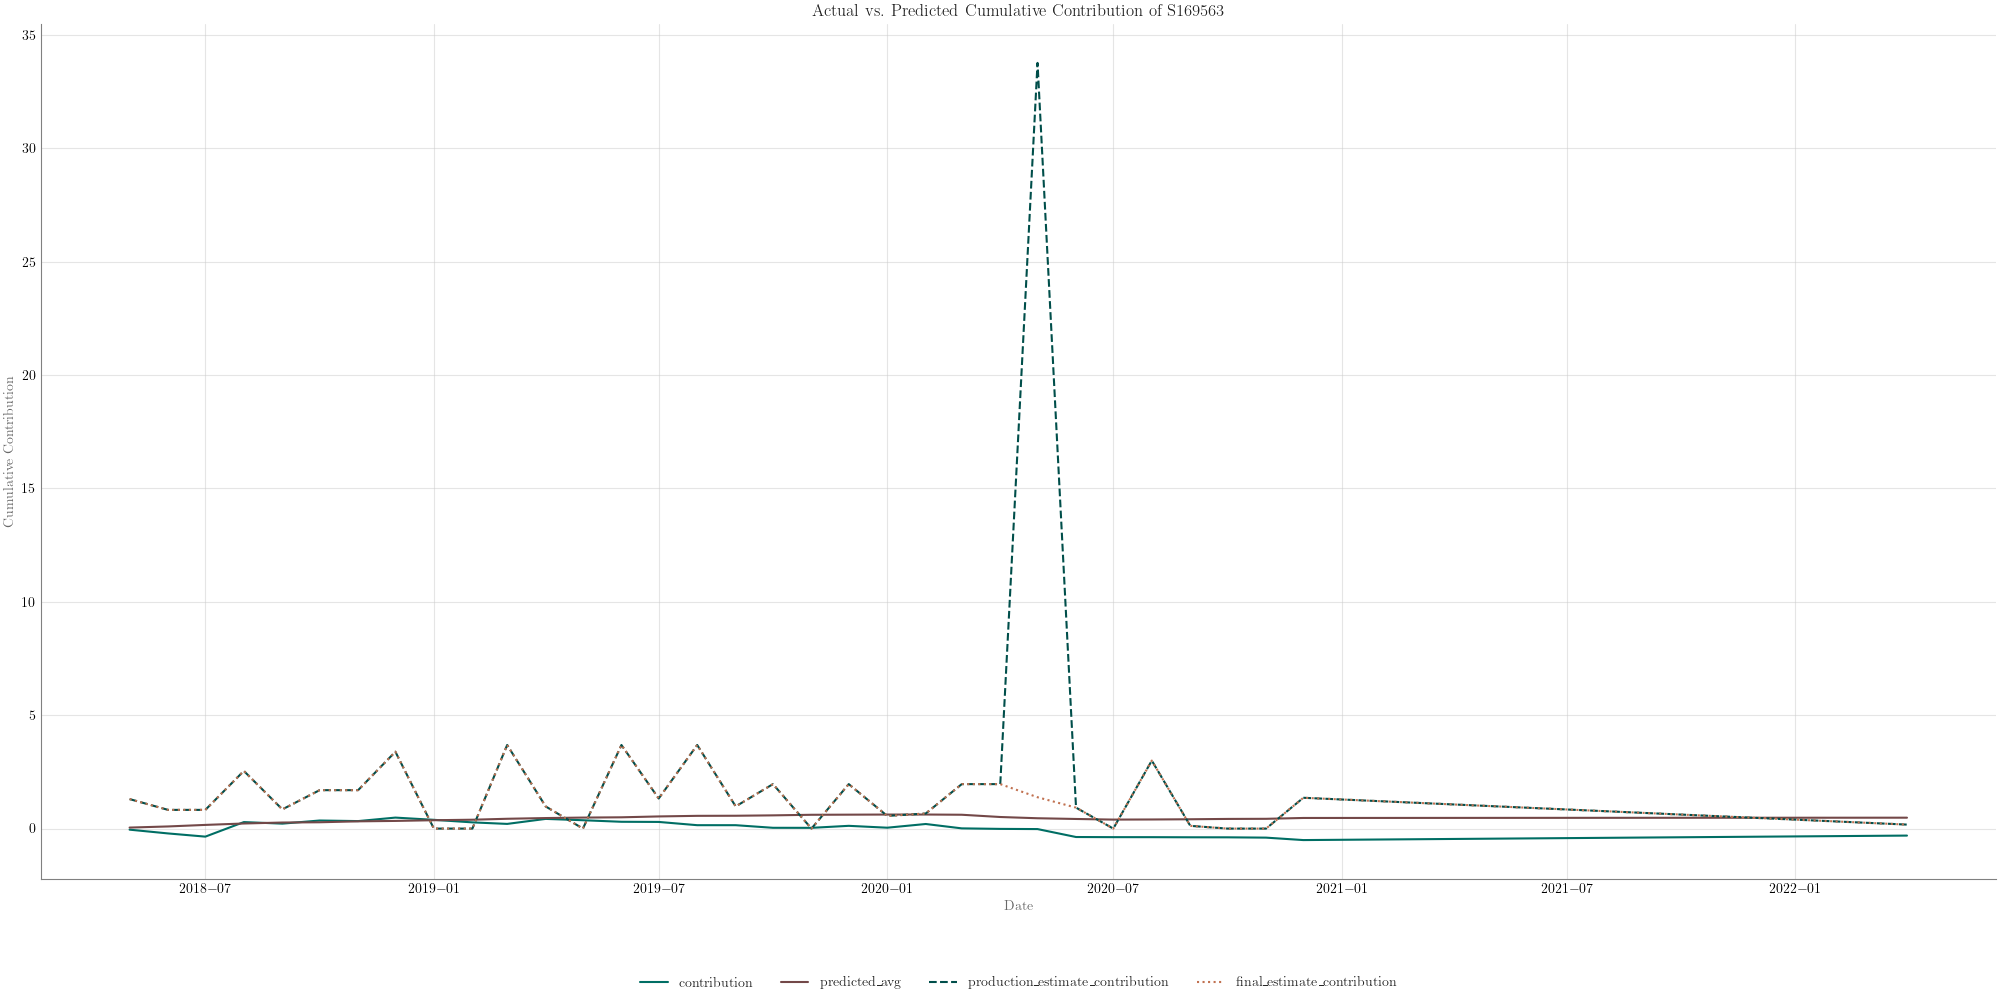 Actual vs. Predicted Cumulative Contribution of S169563
35
30
25
20
15
10
5
0
Cumulative Contribution
2018−07
2019−01
2019−07
2020−01
2020−07
2021−01
2021−07
2022−01
Date
contribution
predicted_avg
production_estimate_contribution
final_estimate_contribution